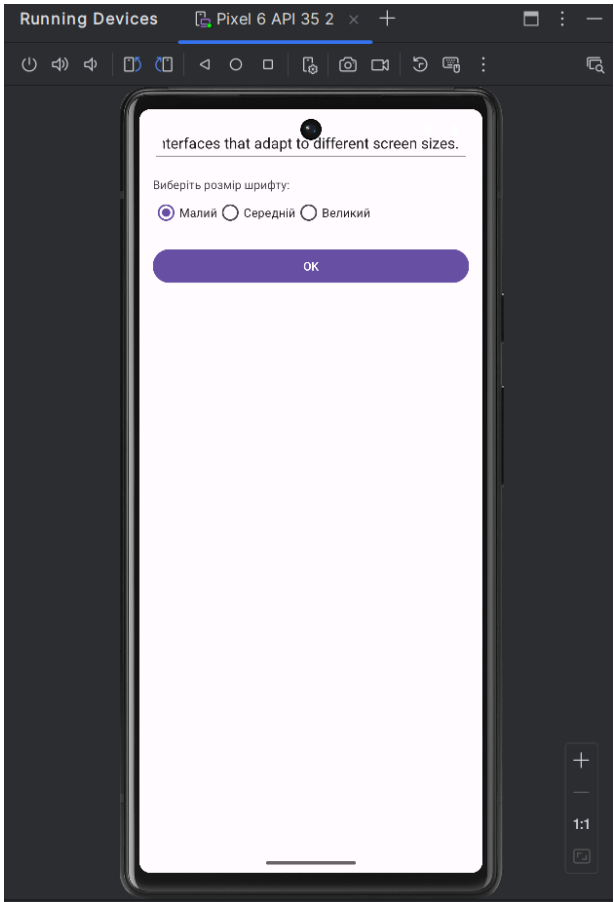 Running Devices Pixel 6 API 35 2
nterfaces that adapt to different screen sizes.
Виберіть розмір шрифту:
Малий Середній Великий
OK
1:1